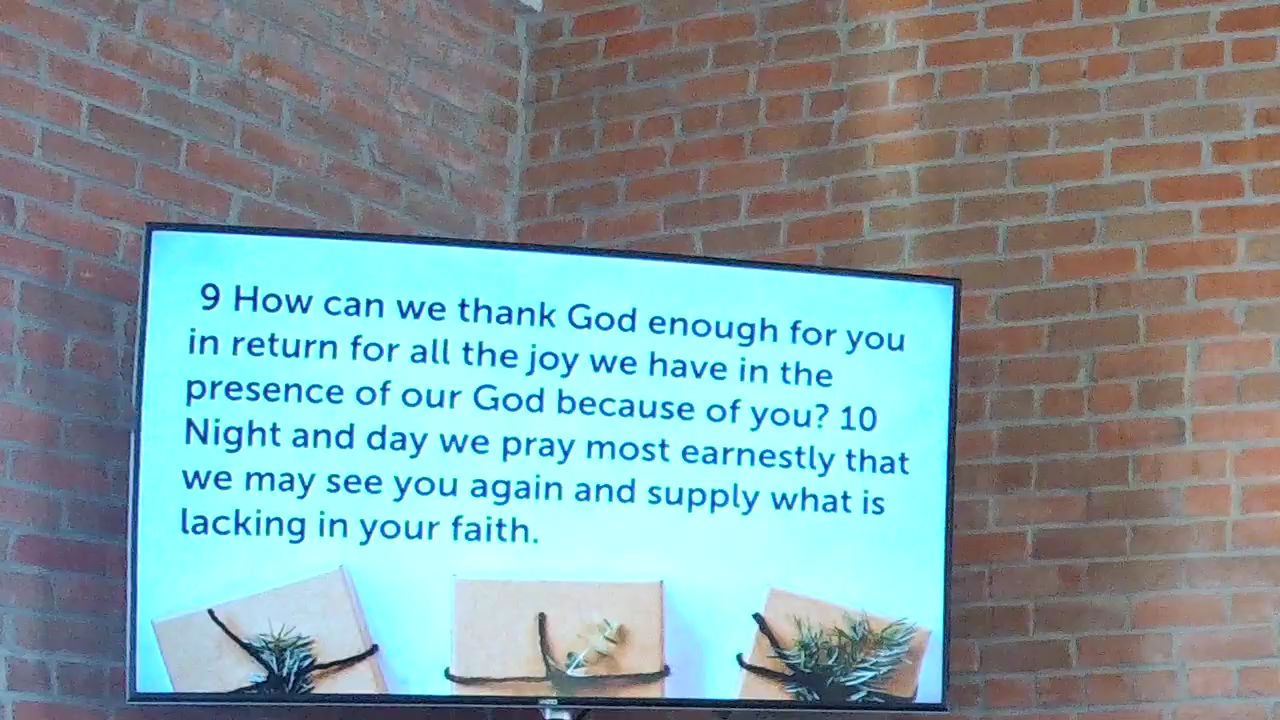 9 How can we thank God enough for you
in return for all the joy we have in the
presence of our God because of you? 10
Night and day we pray most earnestly that
we may see you again and supply what is
lacking in your faith.